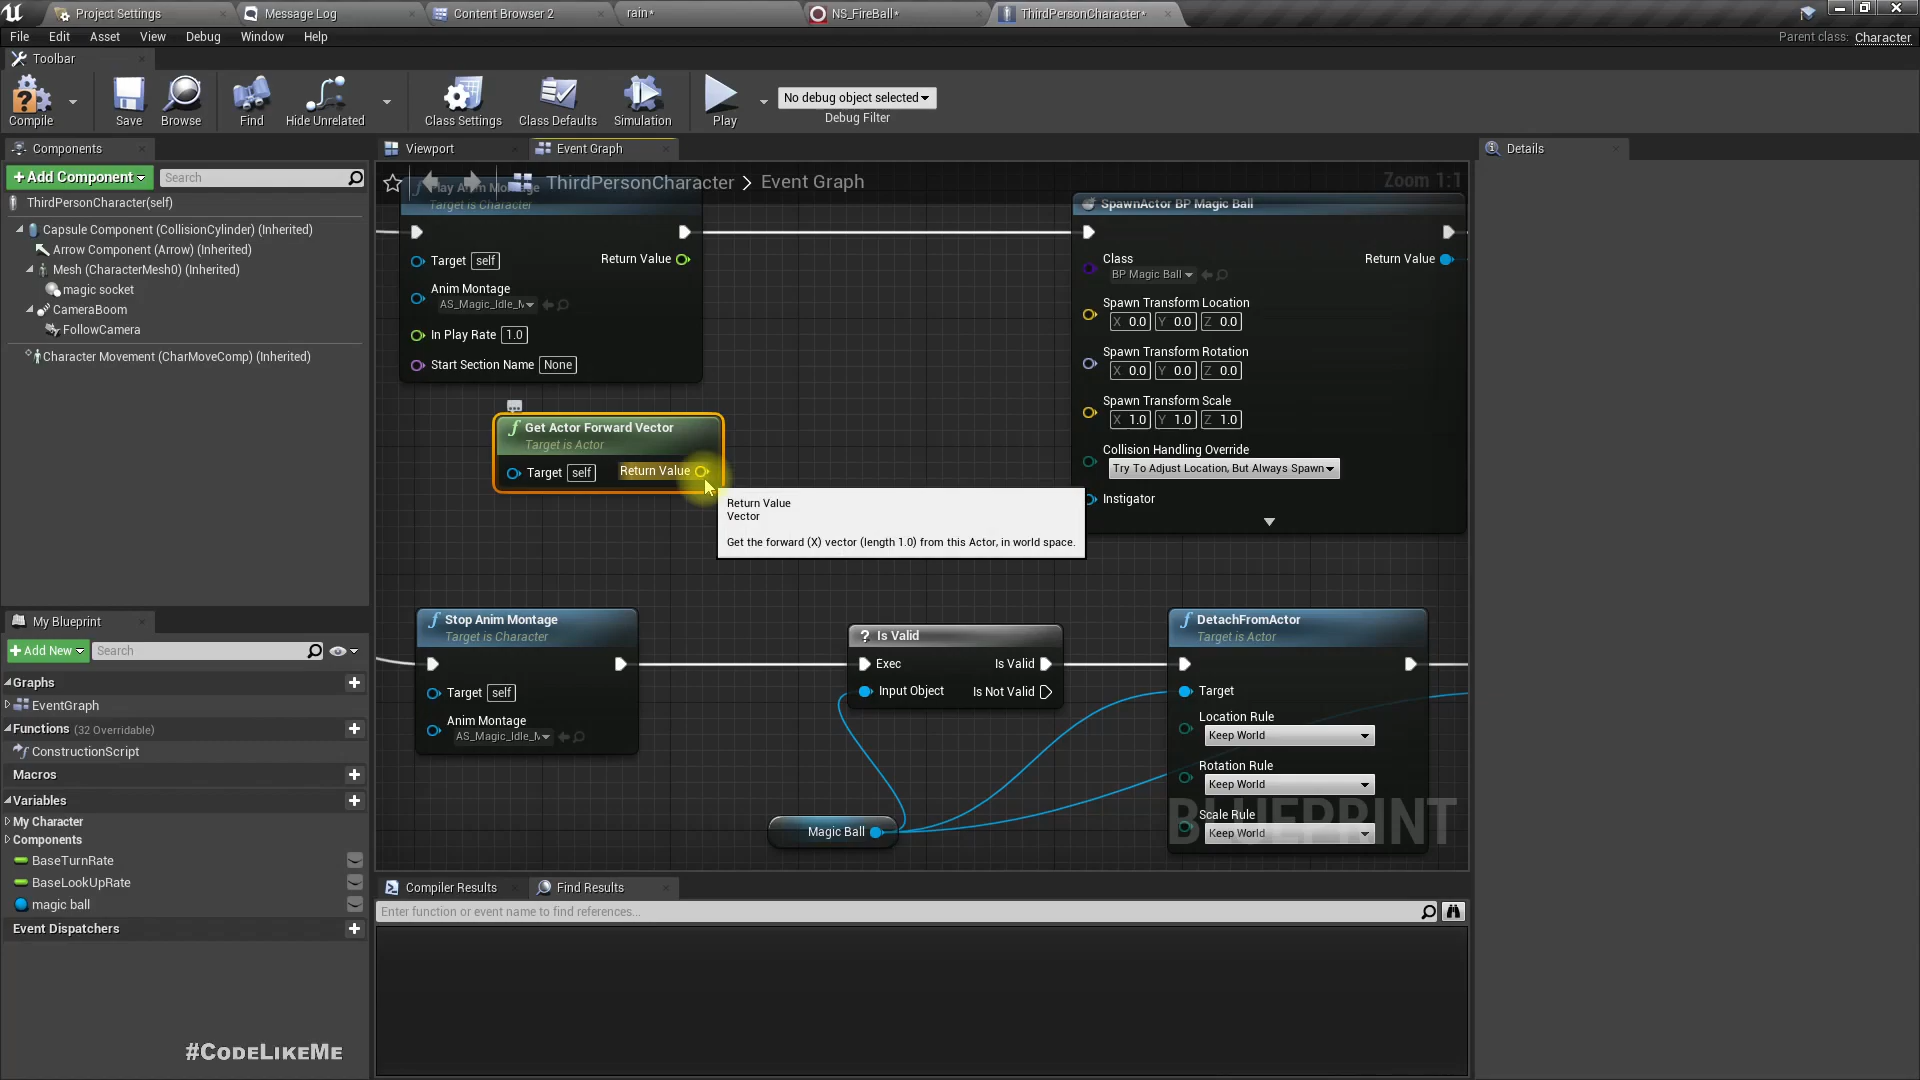 Project Settings
Message Log
Content Browser 2
rain*
NS_FireBall*
ThirdPersonCharacter*
File Edit Asset View Debug Window Help
Parent class: Character
Toolbar
Compile
Save
Browse
Find
Hide Unrelated
Class Settings
Class Defaults
Simulation
Play
No debug object selected
Debug Filter
Components
+Add Component
Search
ThirdPersonCharacter(self)
Capsule Component (CollisionCylinder) (Inherited)
Arrow Component (Arrow) (Inherited)
Mesh (CharacterMesh0) (Inherited)
magic socket
CameraBoom
FollowCamera
Character Movement (CharMoveComp) (Inherited)
My Blueprint
+Add New
Search
Graphs
EventGraph
Functions (32 Overridable)
ConstructionScript
Macros
Variables
My Character
Components
BaseTurnRate
BaseLookUpRate
magic ball
Event Dispatchers
#CODELIKEME
Viewport
Event Graph
ThirdPersonCharacter > Event Graph
Zoom 1:1
Target is Character
Target self
Return Value
Anim Montage
AS_Magic_Idle_M
In Play Rate 1.0
Start Section Name None
Get Actor Forward Vector
Target is Actor
Target self
Return Value
Return Value
Vector
Get the forward (X) vector (length 1.0) from this Actor, in world space.
SpawnActor BP Magic Ball
Class
BP Magic Ball
Return Value
Spawn Transform Location
X 0.0 Y 0.0 Z 0.0
Spawn Transform Rotation
X 0.0 Y 0.0 Z 0.0
Spawn Transform Scale
X 1.0 Y 1.0 Z 1.0
Collision Handling Override
Try To Adjust Location, But Always Spawn
Instigator
Stop Anim Montage
Target is Character
Target self
Anim Montage
AS_Magic_Idle_M
? Is Valid
Exec
Is Valid
Input Object
Is Not Valid
Magic Ball
DetachFromActor
Target is Actor
Target
Location Rule
Keep World
Rotation Rule
Keep World
Scale Rule
Keep World
BLUEPRINT
Compiler Results
Find Results
Enter function or event name to find references...
Details